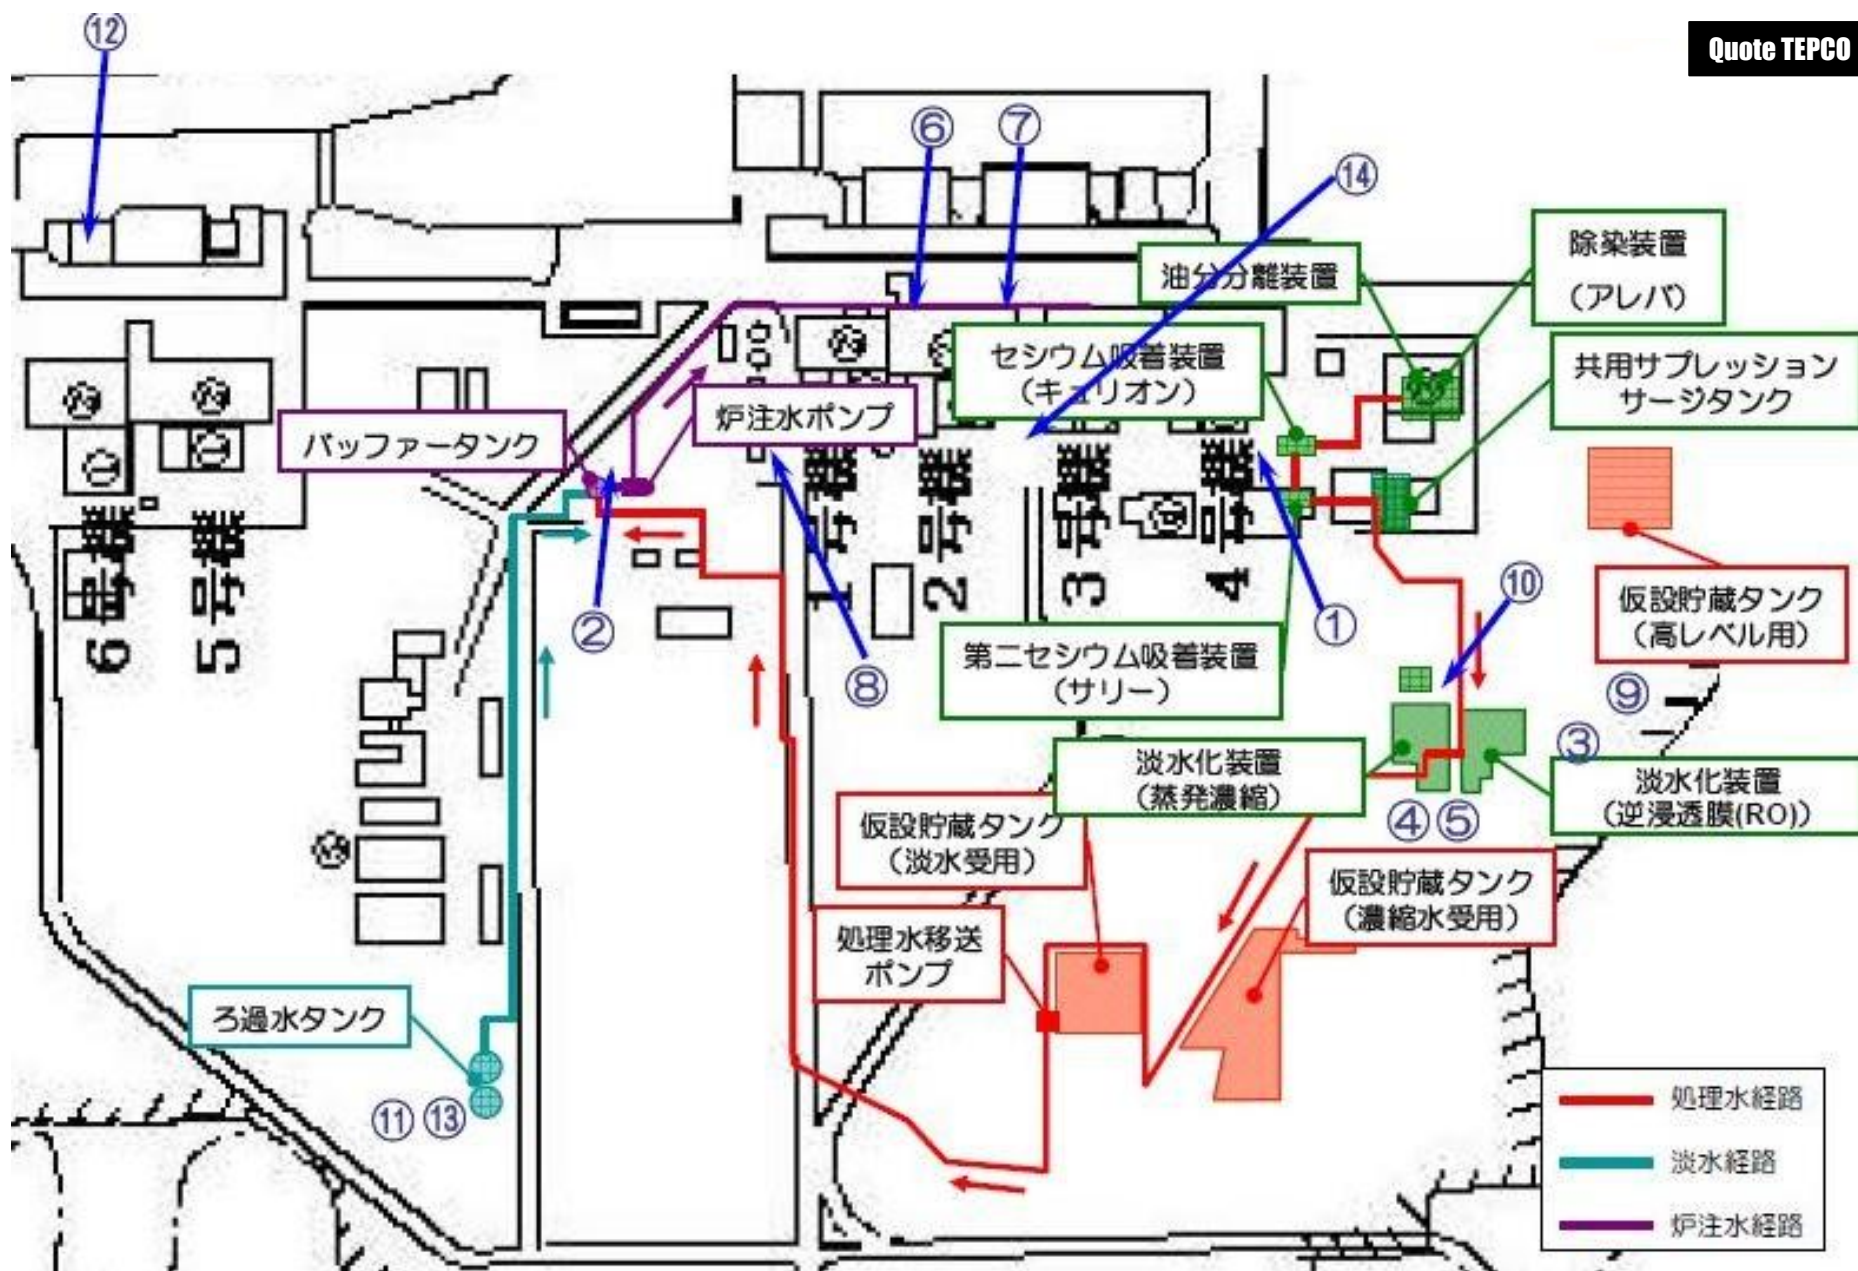 ⑫
Quote TEPCO
⑥
⑦
⑭
油分分離装置
除染装置
(アレバ)
セシウム吸着装置
(キュリオン)
共用サプレッション
サージタンク
バッファータンク
炉注水ポンプ
6号機
5号機
1号機
2号機
3号機
4号機
②
⑧
①
⑩
第二セシウム吸着装置
(サリー)
仮設貯蔵タンク
(高レベル用)
⑨
③
淡水化装置
(蒸発濃縮)
淡水化装置
(逆浸透膜(RO))
④⑤
仮設貯蔵タンク
(淡水受用)
仮設貯蔵タンク
(濃縮水受用)
処理水移送
ポンプ
ろ過水タンク
⑪ ⑬
処理水経路
淡水経路
炉注水経路